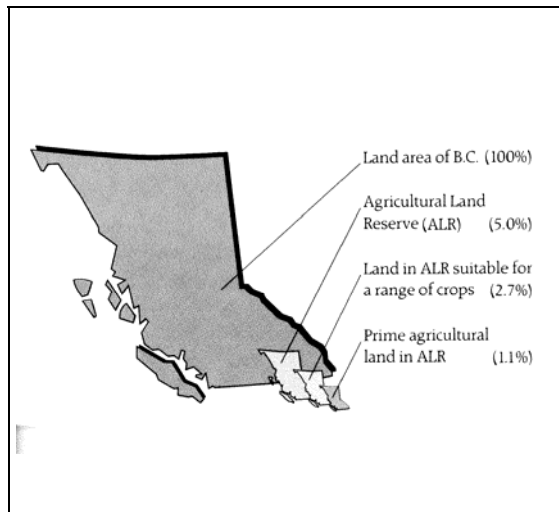 Land area of B.C. (100%)
Agricultural Land
Reserve (ALR) (5.0%)
Land in ALR suitable for
a range of crops (2.7%)
Prime agricultural
land in ALR (1.1%)